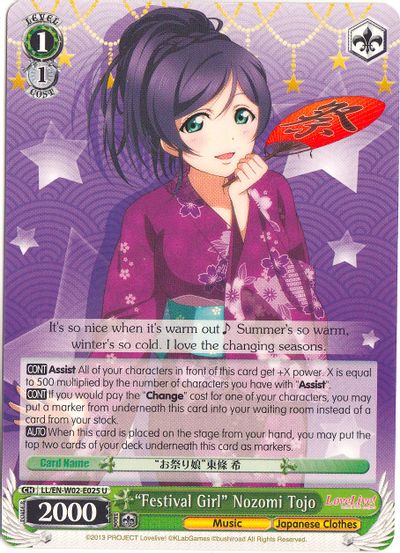 LEVEL
1
1
COST
祭
It's so nice when it's warm out♪ Summer's so warm,
winter's so cold. I love the changing seasons.
CONT Assist All of your characters in front of this card get +X power. X is equal
to 500 multiplied by the number of characters you have with "Assist".
CONT If you would pay the "Change" cost for one of your characters, you may
put a marker from underneath this card into your waiting room instead of a
card from your stock.
AUTO When this card is placed on the stage from your hand, you may put the
top two cards of your deck underneath this card as markers.
Card Name "お祭り娘" 東條 希
CH LL/EN-W02-E025 U
"Festival Girl" Nozomi Tojo
LoveLive!
POWER
2000
Music
Japanese Clothes
©2013 PROJECT Lovelive! ©KLabGames ©bushiroad All Rights Reserved.